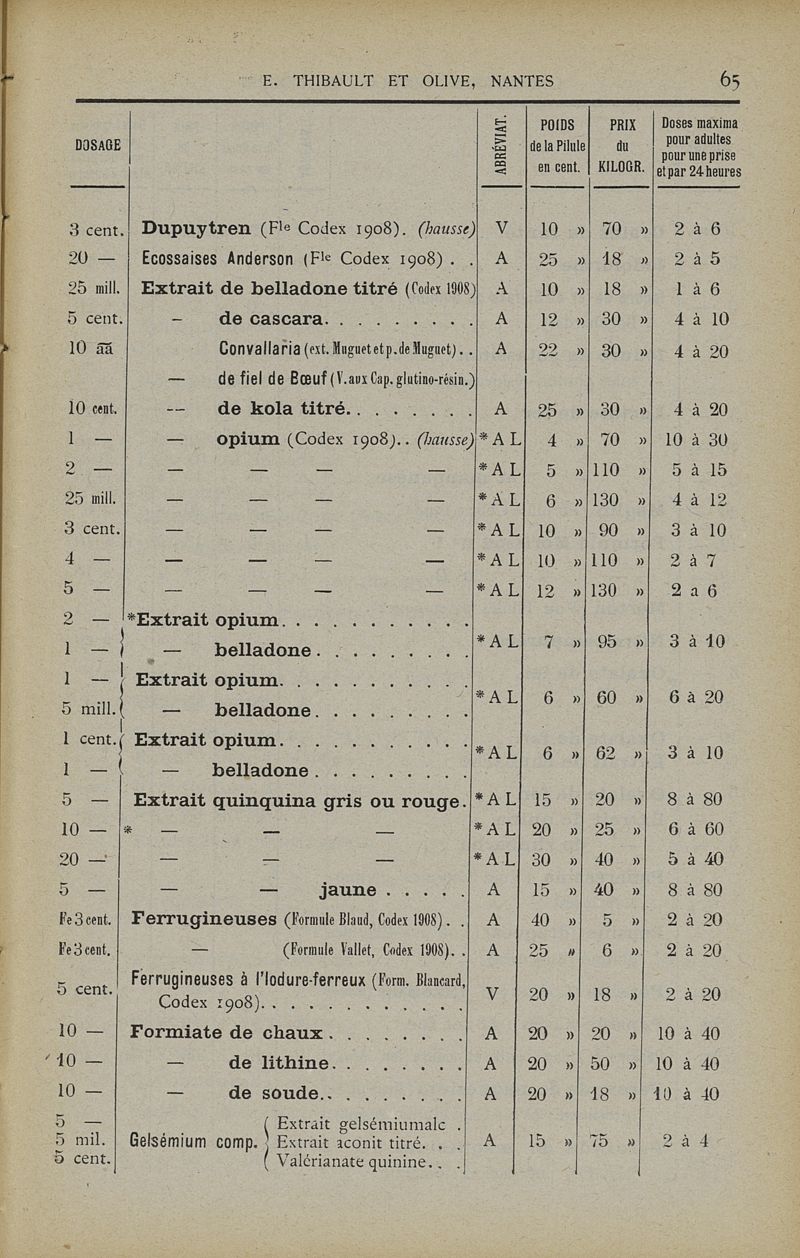 E. THIBAULT ET OLIVE, NANTES 65
DOSAGE ABRÉVIAT. POIDS de la Pilule en cent. PRIX du KILOGR. Doses maxima pour adultes pour une prise et par 24 heures
3 cent. Dupuytren (Fle Codex 1908). (hausse) V 10 » 70 » 2 à 6
20 — Ecossaises Anderson (Fle Codex 1908) . . A 25 » 18 » 2 à 5
25 mill. Extrait de belladone titré (Codex 1908) A 10 » 18 » 1 à 6
5 cent. – de cascara. . . . . . . . . A 12 » 30 » 4 à 10
10 āā Convallaria (ext. Muguet et p. de Muguet) . . A 22 » 30 » 4 à 20
— de fiel de Bœuf (V. aux Cap. glutino-résin.)
10 cent. — de kola titré. . . . . . . . A 25 » 30 » 4 à 20
1 — — opium (Codex 1908). . (hausse) * A L 4 » 70 » 10 à 30
2 — — — — — * A L 5 » 110 » 5 à 15
25 mill. — — — — * A L 6 » 130 » 4 à 12
3 cent. — — — — * A L 10 » 90 » 3 à 10
4 — — — — — * A L 10 » 110 » 2 à 7
5 — — — — — * A L 12 » 130 » 2 a 6
2 — *Extrait opium. . . . . . . . . . .
1 — — belladone . . . . . . . . . * A L 7 » 95 » 3 à 10
1 — Extrait opium. . . . . . . . . . .
5 mill. — belladone. . . . . . . . . * A L 6 » 60 » 6 à 20
1 cent. Extrait opium. . . . . . . . . . .
1 — — belladone . . . . . . . . . * A L 6 » 62 » 3 à 10
5 — Extrait quinquina gris ou rouge. * A L 15 » 20 » 8 à 80
10 — * — — — * A L 20 » 25 » 6 à 60
20 — — — — * A L 30 » 40 » 5 à 40
5 — — — jaune . . . . . A 15 » 40 » 8 à 80
Fe 3 cent. Ferrugineuses (Formule Blaud, Codex 1908) . . A 40 » 5 » 2 à 20
Fe 3 cent. — (Formule Vallet, Codex 1908). . A 25 » 6 » 2 à 20
5 cent. Ferrugineuses à l'Iodure-ferreux (Form. Blancard,
Codex 1908). . . . . . . . . . . . V 20 » 18 » 2 à 20
10 — Formiate de chaux . . . . . . . . A 20 » 20 » 10 à 40
10 — — de lithine. . . . . . . . A 20 » 50 » 10 à 40
10 — — de soude. . . . . . . . . A 20 » 18 » 10 à 40
5 — Extrait gelsémiumalc .
5 mil. Gelsémium comp. Extrait aconit titré. . . A 15 » 75 » 2 à 4
5 cent. Valérianate quinine. . .